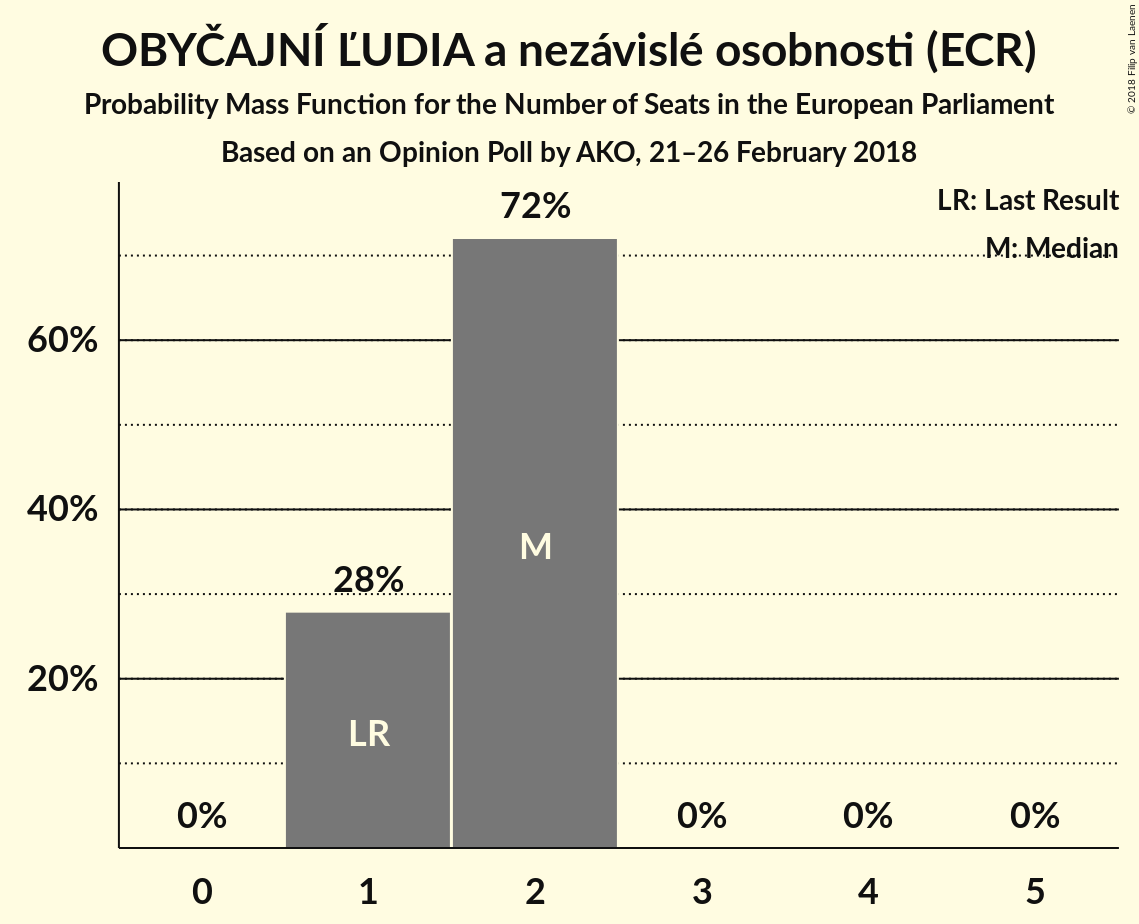 OBYČAJNÍ ĽUDIA a nezávislé osobnosti (ECR)
Probability Mass Function for the Number of Seats in the European Parliament
Based on an Opinion Poll by AKO, 21–26 February 2018
© 2018 Filip van Laenen
LR: Last Result
M: Median
72%
60%
40%
M
28%
20%
LR
0% 0% 0% 0%
0 1 2 3 4 5